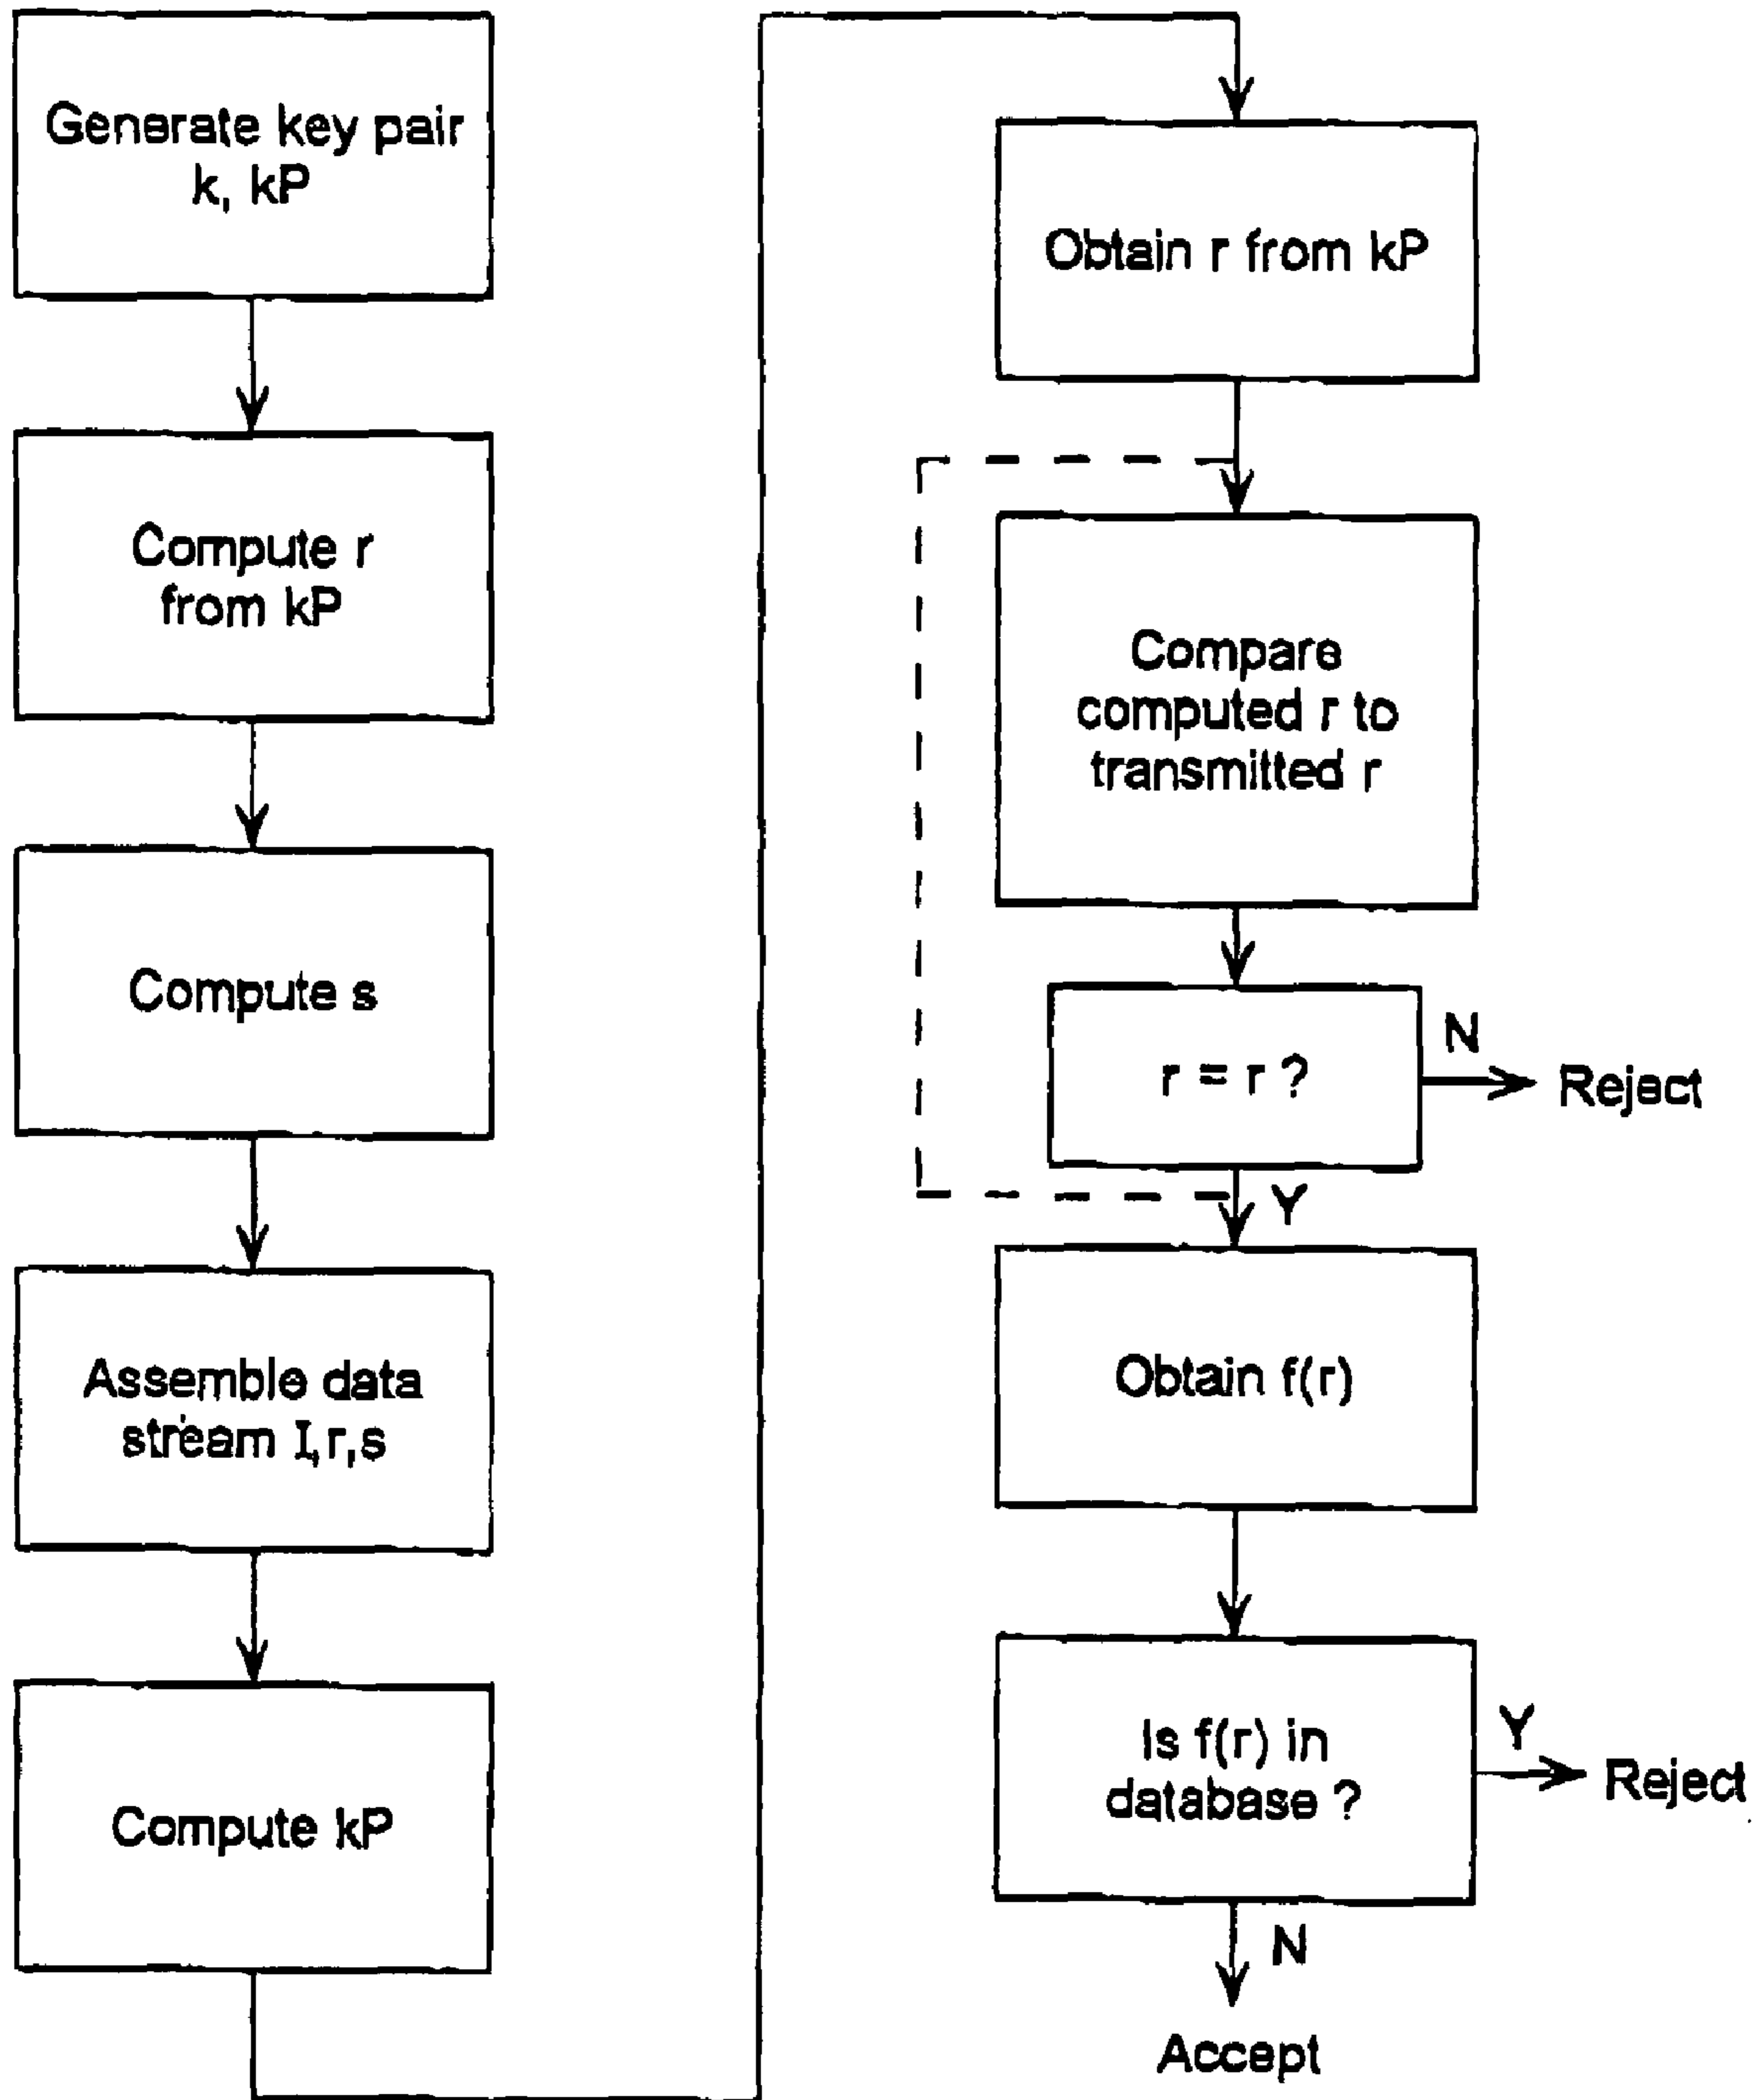 Generate key pair
k, kP
Compute r
from kP
Compute s
Assemble data
stream I,r,s
Compute kP
Obtain r from kP
Compare
computed r to
transmitted r
r = r ?
N
Reject
Y
Obtain f(r)
Is f(r) in
database ?
Y
Reject
N
Accept